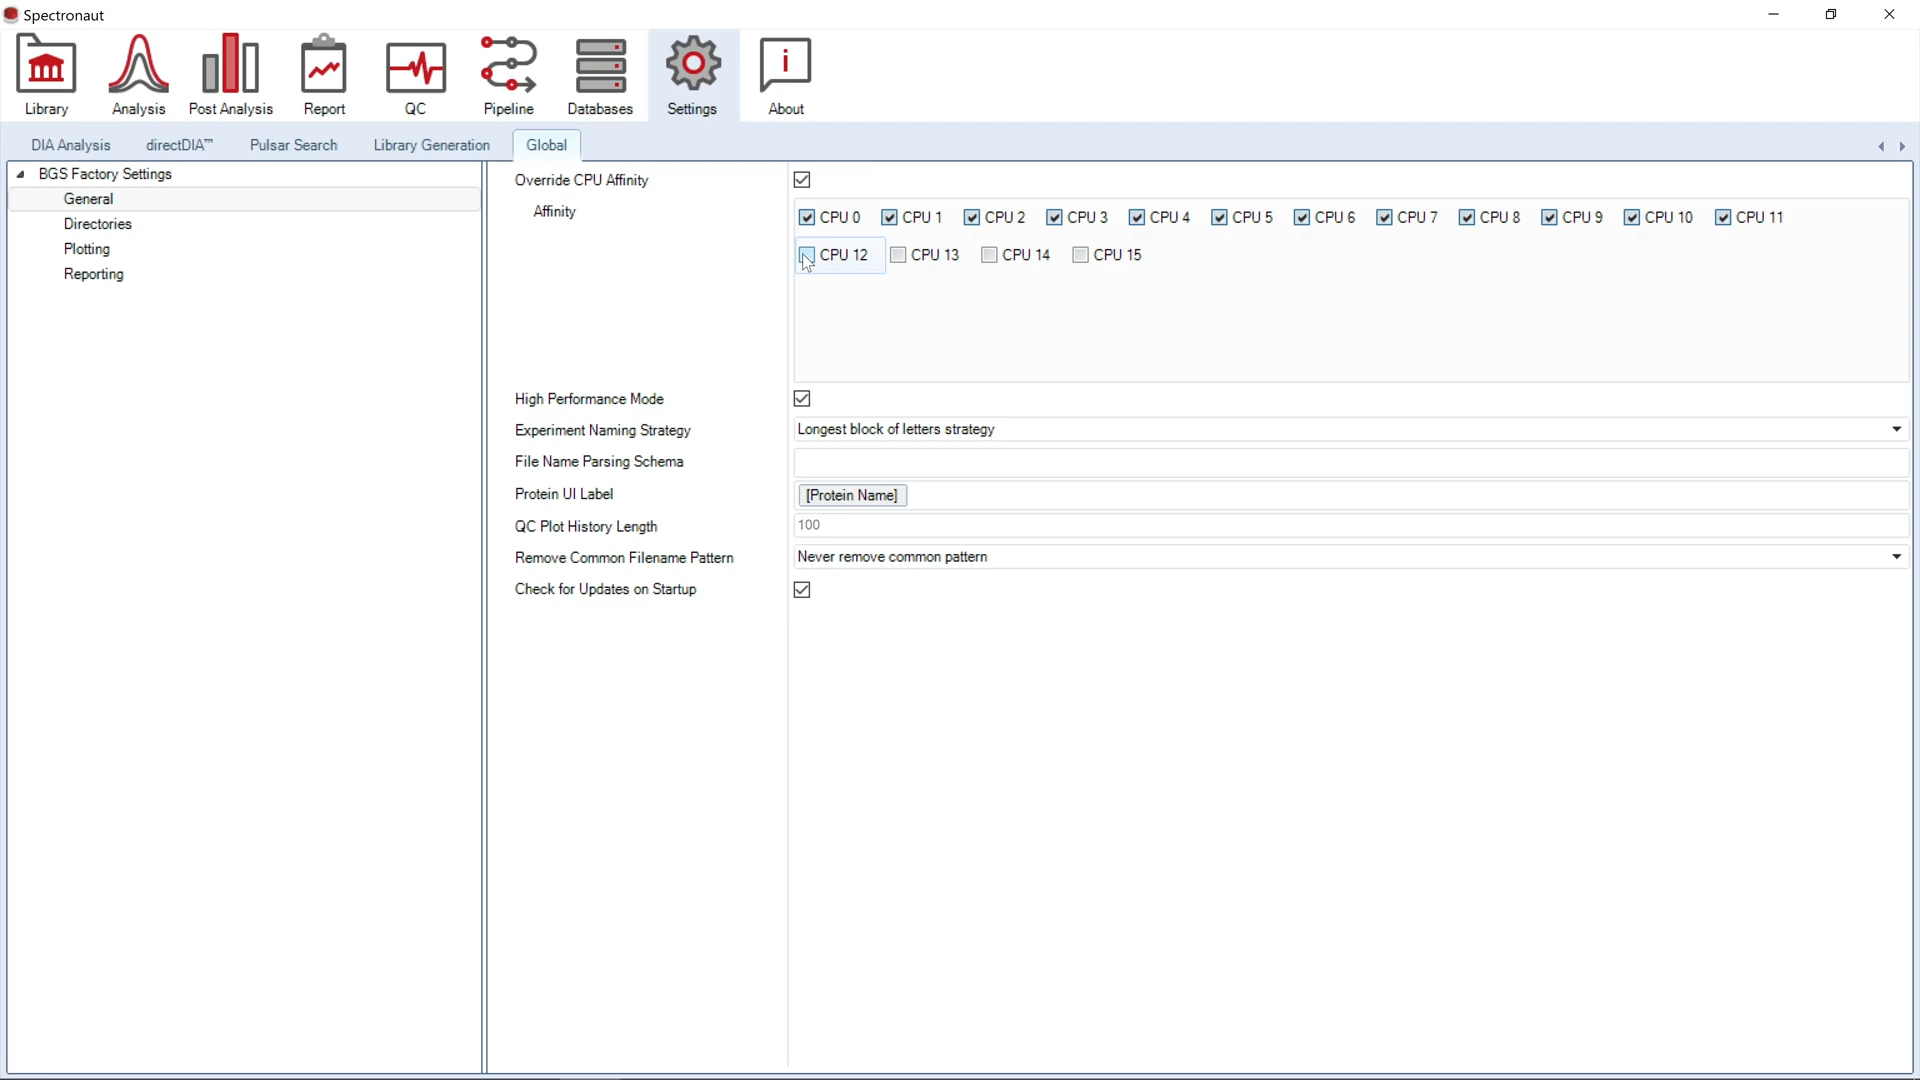 Spectronaut
Library Analysis Post Analysis Report QC Pipeline Databases Settings About
DIA Analysis directDIA™ Pulsar Search Library Generation Global
BGS Factory Settings
General
Directories
Plotting
Reporting
Override CPU Affinity
Affinity
CPU 0 CPU 1 CPU 2 CPU 3 CPU 4 CPU 5 CPU 6 CPU 7 CPU 8 CPU 9 CPU 10 CPU 11
CPU 12 CPU 13 CPU 14 CPU 15
High Performance Mode
Experiment Naming Strategy Longest block of letters strategy
File Name Parsing Schema
Protein UI Label [Protein Name]
QC Plot History Length 100
Remove Common Filename Pattern Never remove common pattern
Check for Updates on Startup